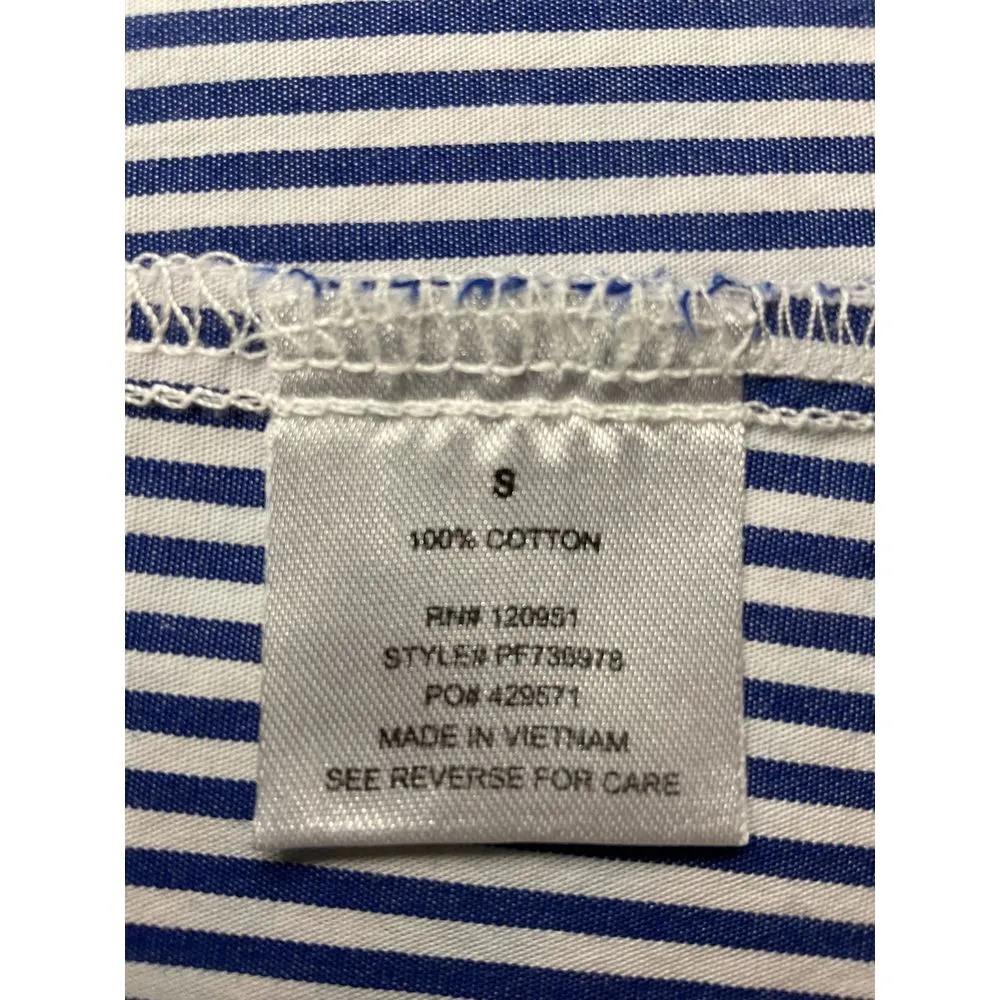 S
100% COTTON
RN# 120951
STYLE# PF736978
PO# 429571
MADE IN VIETNAM
SEE REVERSE FOR CARE